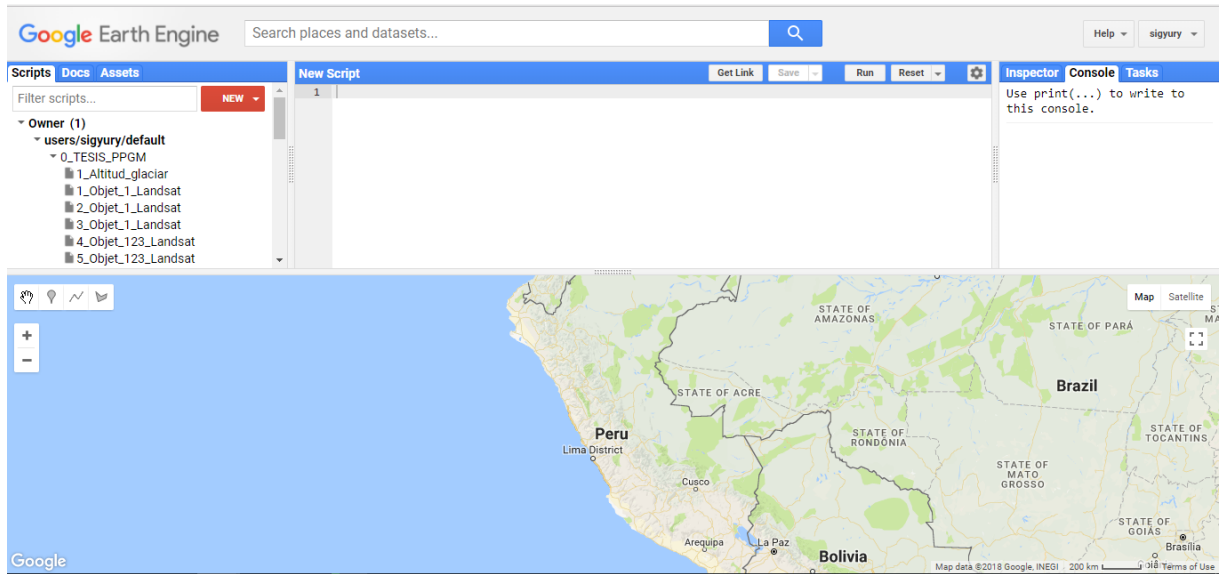 Google Earth Engine
Search places and datasets...
Help
sigyury
Scripts Docs Assets
Filter scripts...
NEW
Owner (1)
users/sigyury/default
0_TESIS_PPGM
1_Altitud_glaciar
1_Objet_1_Landsat
2_Objet_1_Landsat
3_Objet_1_Landsat
4_Objet_123_Landsat
5_Objet_123_Landsat
New Script
Get Link Save Run Reset
1
Inspector Console Tasks
Use print(...) to write to
this console.
Map Satellite
STATE OF
AMAZONAS
STATE OF PARÁ
Brazil
STATE OF ACRE
Peru
Lima District
STATE OF
RONDÔNIA
STATE OF
TOCANTINS
STATE OF
MATO
GROSSO
Cusco
STATE OF
GOIÁS
Brasília
Arequipa
La Paz
Bolivia
Google
Map data ©2018 Google, INEGI 200 km Terms of Use